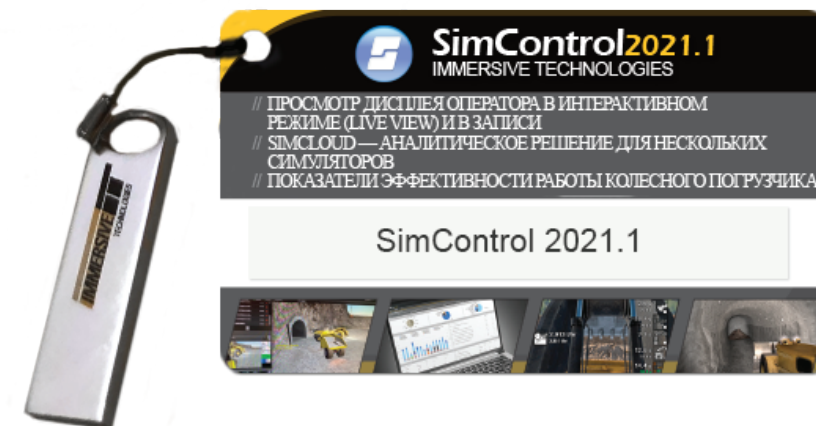 SimControl2021.1
IMMERSIVE TECHNOLOGIES
// ПРОСМОТР ДИСПЛЕЯ ОПЕРАТОРА В ИНТЕРАКТИВНОМ
РЕЖИМЕ (LIVE VIEW) И В ЗАПИСИ
// SIMCLOUD — АНАЛИТИЧЕСКОЕ РЕШЕНИЕ ДЛЯ НЕСКОЛЬКИХ
СИМУЛЯТОРОВ
// ПОКАЗАТЕЛИ ЭФФЕКТИВНОСТИ РАБОТЫ КОЛЕСНОГО ПОГРУЗЧИКА
SimControl 2021.1
IMMERSIVE
TECHNOLOGIES